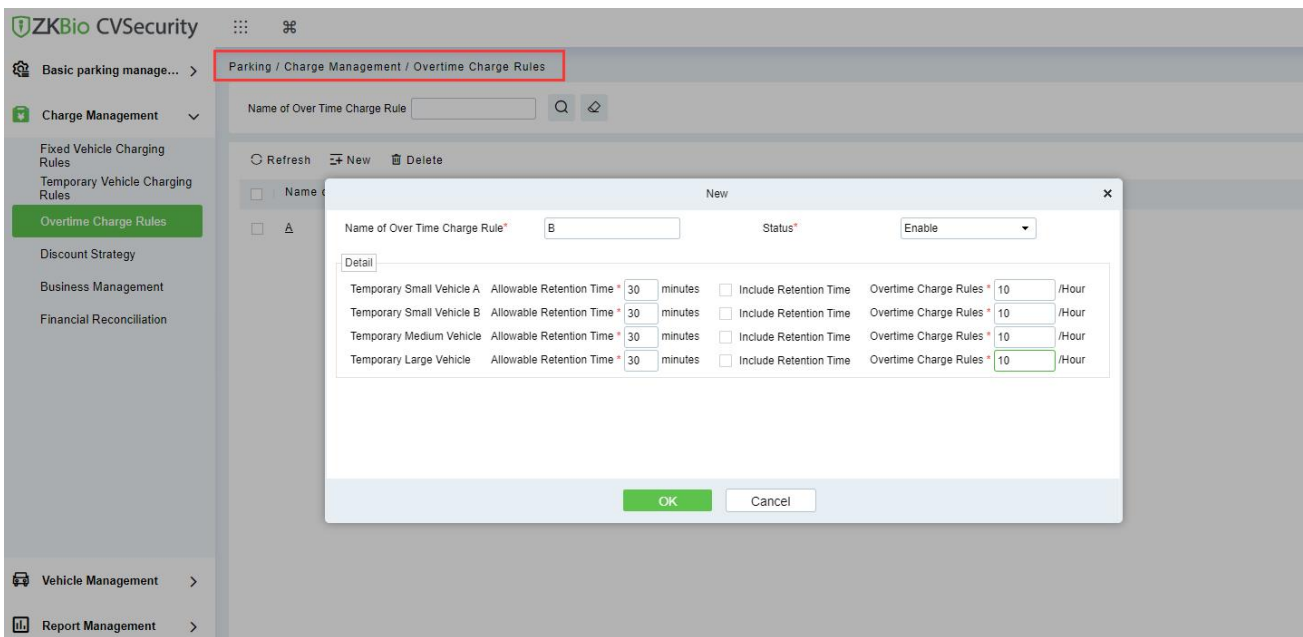 ZKBio CVSecurity
Basic parking manage...
Parking / Charge Management / Overtime Charge Rules
Charge Management
Name of Over Time Charge Rule
Fixed Vehicle Charging
Rules
Temporary Vehicle Charging
Rules
Overtime Charge Rules
Discount Strategy
Business Management
Financial Reconciliation
Vehicle Management
Report Management
Refresh New Delete
Name
A
New
Name of Over Time Charge Rule* B Status* Enable
Detail
Temporary Small Vehicle A Allowable Retention Time * 30 minutes Include Retention Time Overtime Charge Rules * 10 /Hour
Temporary Small Vehicle B Allowable Retention Time * 30 minutes Include Retention Time Overtime Charge Rules * 10 /Hour
Temporary Medium Vehicle Allowable Retention Time * 30 minutes Include Retention Time Overtime Charge Rules * 10 /Hour
Temporary Large Vehicle Allowable Retention Time * 30 minutes Include Retention Time Overtime Charge Rules * 10 /Hour
OK Cancel